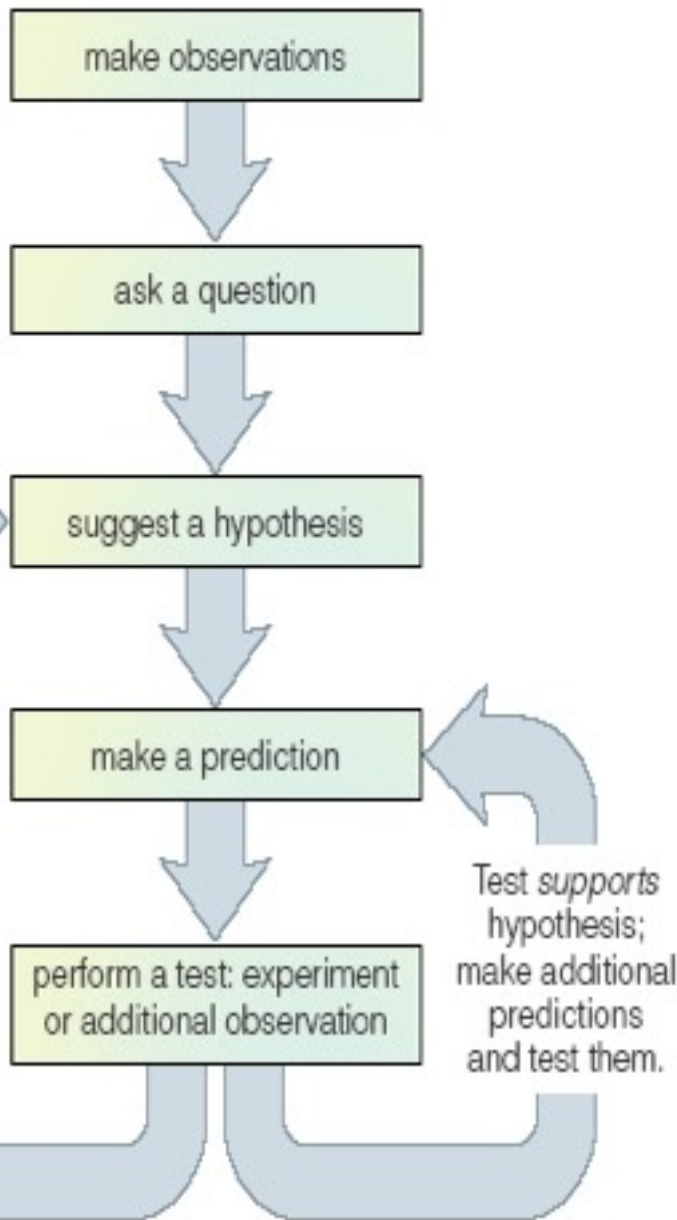 make observations
ask a question
suggest a hypothesis
make a prediction
perform a test: experiment
or additional observation
Test supports
hypothesis;
make additional
predictions
and test them.